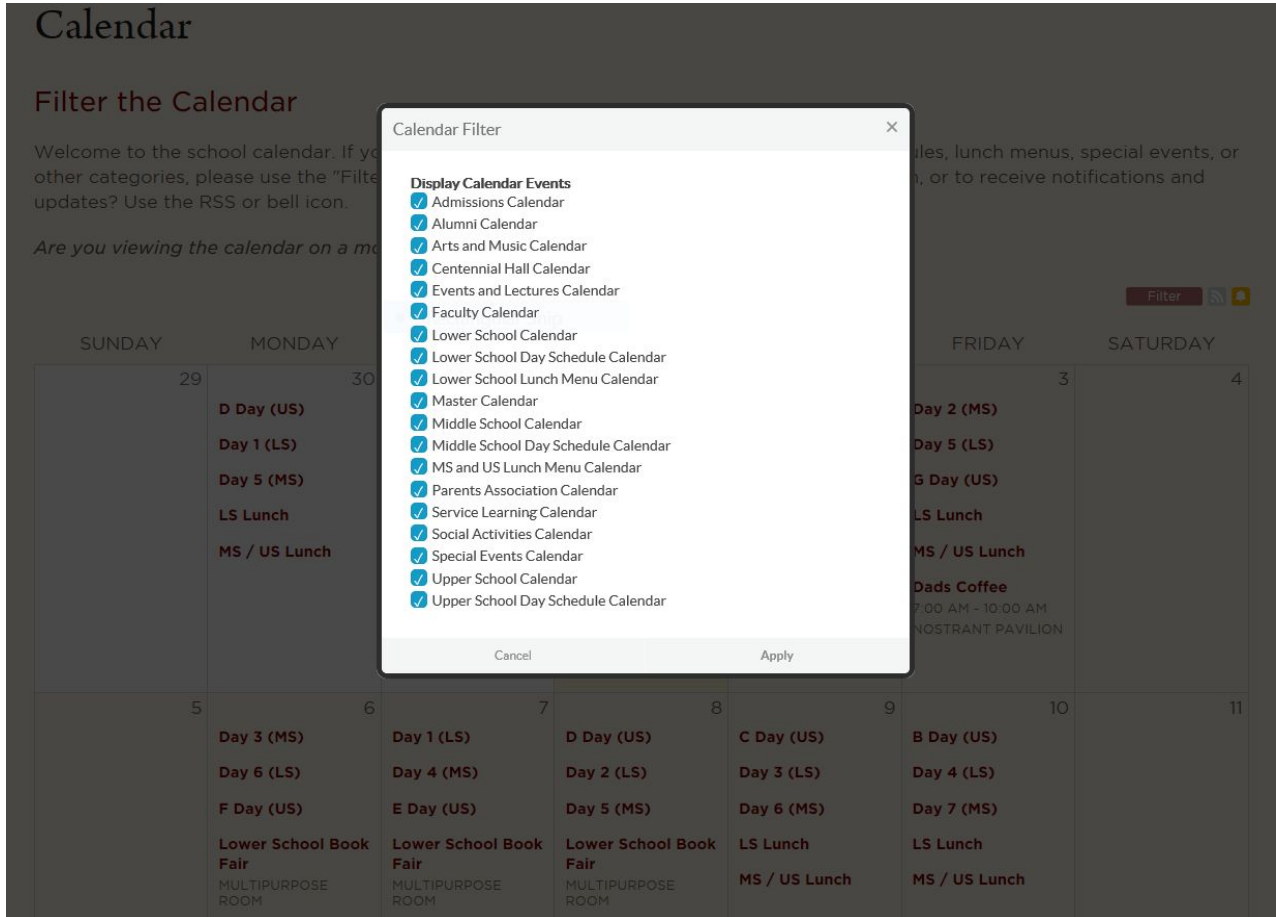 Calendar
Filter the Calendar
Welcome to the school calendar. If yo
ules, lunch menus, special events, or
other categories, please use the "Filte
, or to receive notifications and
updates? Use the RSS or bell icon.
Are you viewing the calendar on a mo
Filter
Calendar Filter
Display Calendar Events
Admissions Calendar
Alumni Calendar
Arts and Music Calendar
Centennial Hall Calendar
Events and Lectures Calendar
Faculty Calendar
Lower School Calendar
Lower School Day Schedule Calendar
Lower School Lunch Menu Calendar
Master Calendar
Middle School Calendar
Middle School Day Schedule Calendar
MS and US Lunch Menu Calendar
Parents Association Calendar
Service Learning Calendar
Social Activities Calendar
Special Events Calendar
Upper School Calendar
Upper School Day Schedule Calendar
Cancel Apply
SUNDAY MONDAY FRIDAY SATURDAY
29 30 3 4
D Day (US)
Day 1 (LS)
Day 5 (MS)
LS Lunch
MS / US Lunch
Day 2 (MS)
Day 5 (LS)
G Day (US)
LS Lunch
MS / US Lunch
Dads Coffee
7:00 AM - 10:00 AM
NOSTRANT PAVILION
5 6 7 8 9 10 11
Day 3 (MS)
Day 6 (LS)
F Day (US)
Lower School Book
Fair
MULTIPURPOSE
ROOM
Day 1 (LS)
Day 4 (MS)
E Day (US)
Lower School Book
Fair
MULTIPURPOSE
ROOM
D Day (US)
Day 2 (LS)
Day 5 (MS)
Lower School Book
Fair
MULTIPURPOSE
ROOM
C Day (US)
Day 3 (LS)
Day 6 (MS)
LS Lunch
MS / US Lunch
B Day (US)
Day 4 (LS)
Day 7 (MS)
LS Lunch
MS / US Lunch